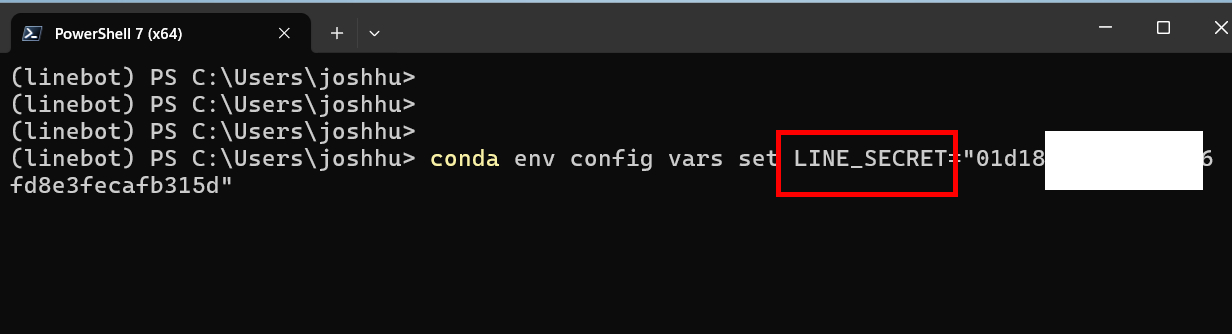 PowerShell 7 (x64)
(linebot) PS C:\Users\joshhu>
(linebot) PS C:\Users\joshhu>
(linebot) PS C:\Users\joshhu>
(linebot) PS C:\Users\joshhu> conda env config vars set LINE_SECRET="01d18 6
fd8e3fecafb315d"